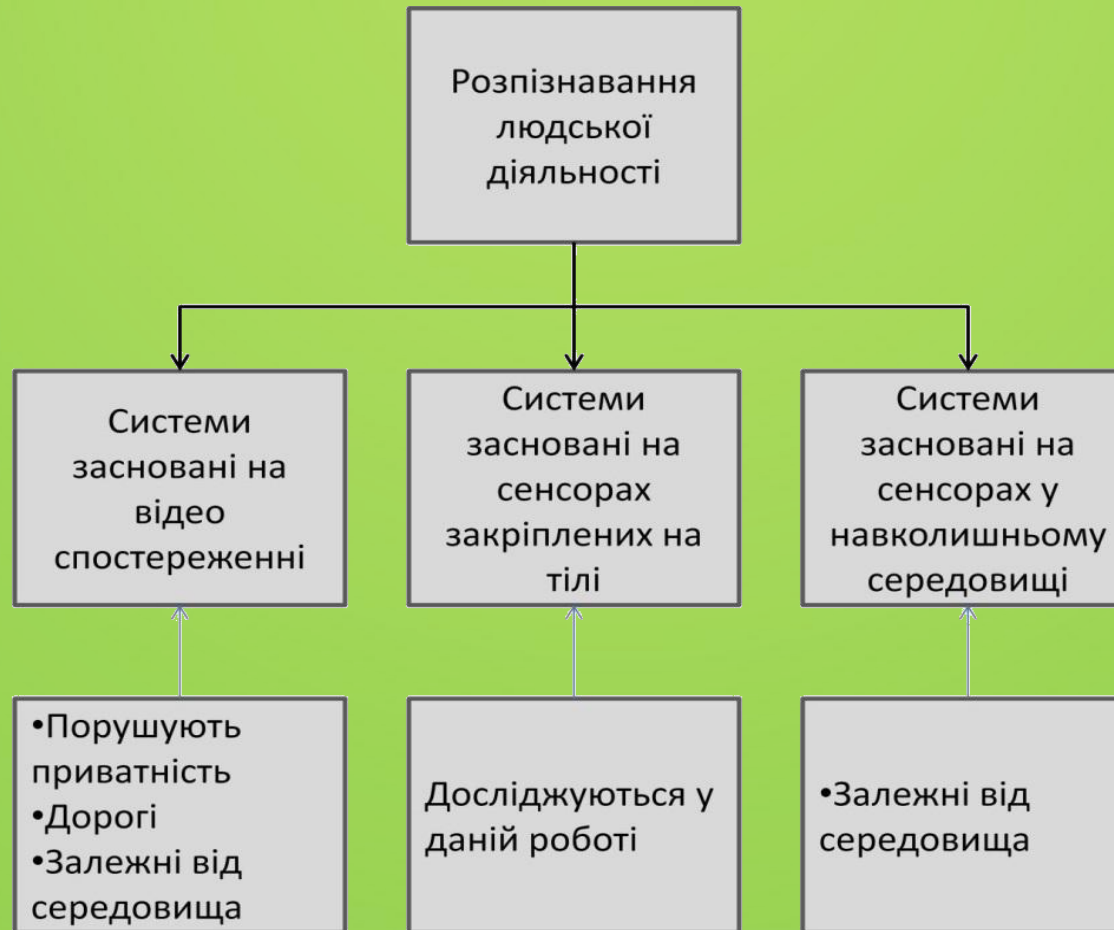 Розпізнавання
людської
діяльності
Системи
засновані на
відео
спостереженні
Системи
засновані на
сенсорах
закріплених на
тілі
Системи
засновані на
сенсорах у
навколишньому
середовищі
•Порушують
приватність
•Дорогі
•Залежні від
середовища
Досліджуються у
даній роботі
•Залежні від
середовища